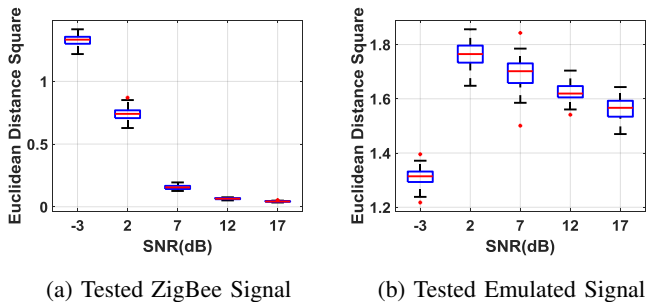 Euclidean Distance Square
1
0.5
0
-3 2 7 12 17
SNR(dB)
(a) Tested ZigBee Signal
Euclidean Distance Square
1.8
1.6
1.4
1.2
-3 2 7 12 17
SNR(dB)
(b) Tested Emulated Signal